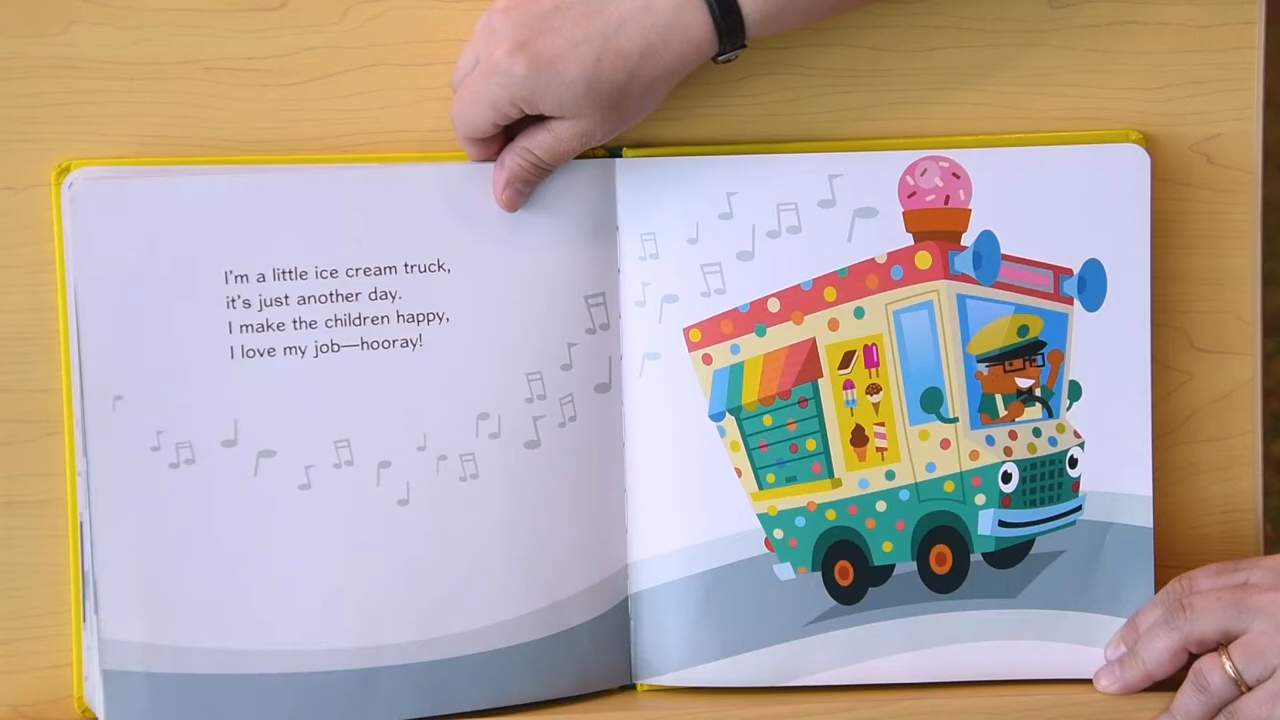 I'm a little ice cream truck,
it's just another day.
I make the children happy,
I love my job—hooray!